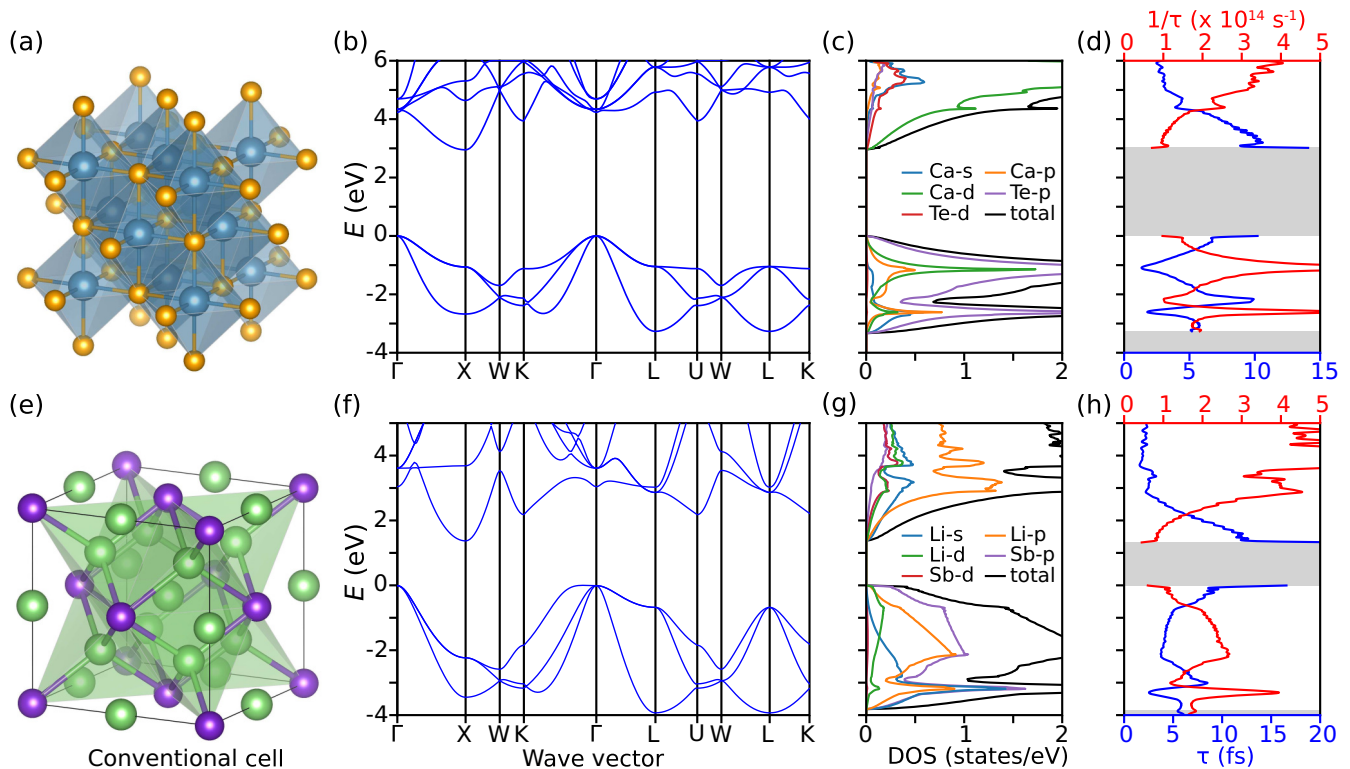 (a)
(b)
(c)
(d)
1/τ (x 10¹⁴ s⁻¹)
0 1 2 3 4 5
6
4
2
0
-2
-4
E (eV)
Γ X W K Γ L U W L K
Ca-s Ca-p
Ca-d Te-p
Te-d total
0 1 2
0 5 10 15
(e)
(f)
(g)
(h)
0 1 2 3 4 5
4
2
0
-2
-4
E (eV)
Γ X W K Γ L U W L K
Li-s Li-p
Li-d Sb-p
Sb-d total
0 1 2
0 5 10 15 20
Conventional cell
Wave vector
DOS (states/eV)
τ (fs)